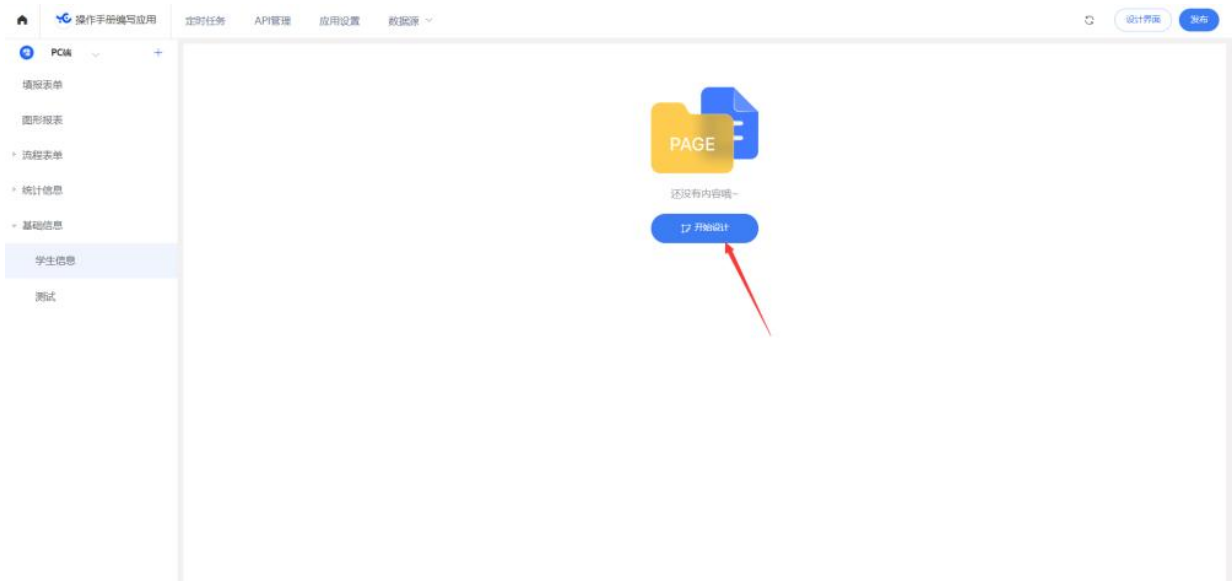 操作手册编写应用 定时任务 API管理 应用设置 数据源 设计界面 发布
PC端
填报表单
图形报表
流程表单
统计信息
基础信息
学生信息
测试
PAGE
还没有内容哦~
开始设计